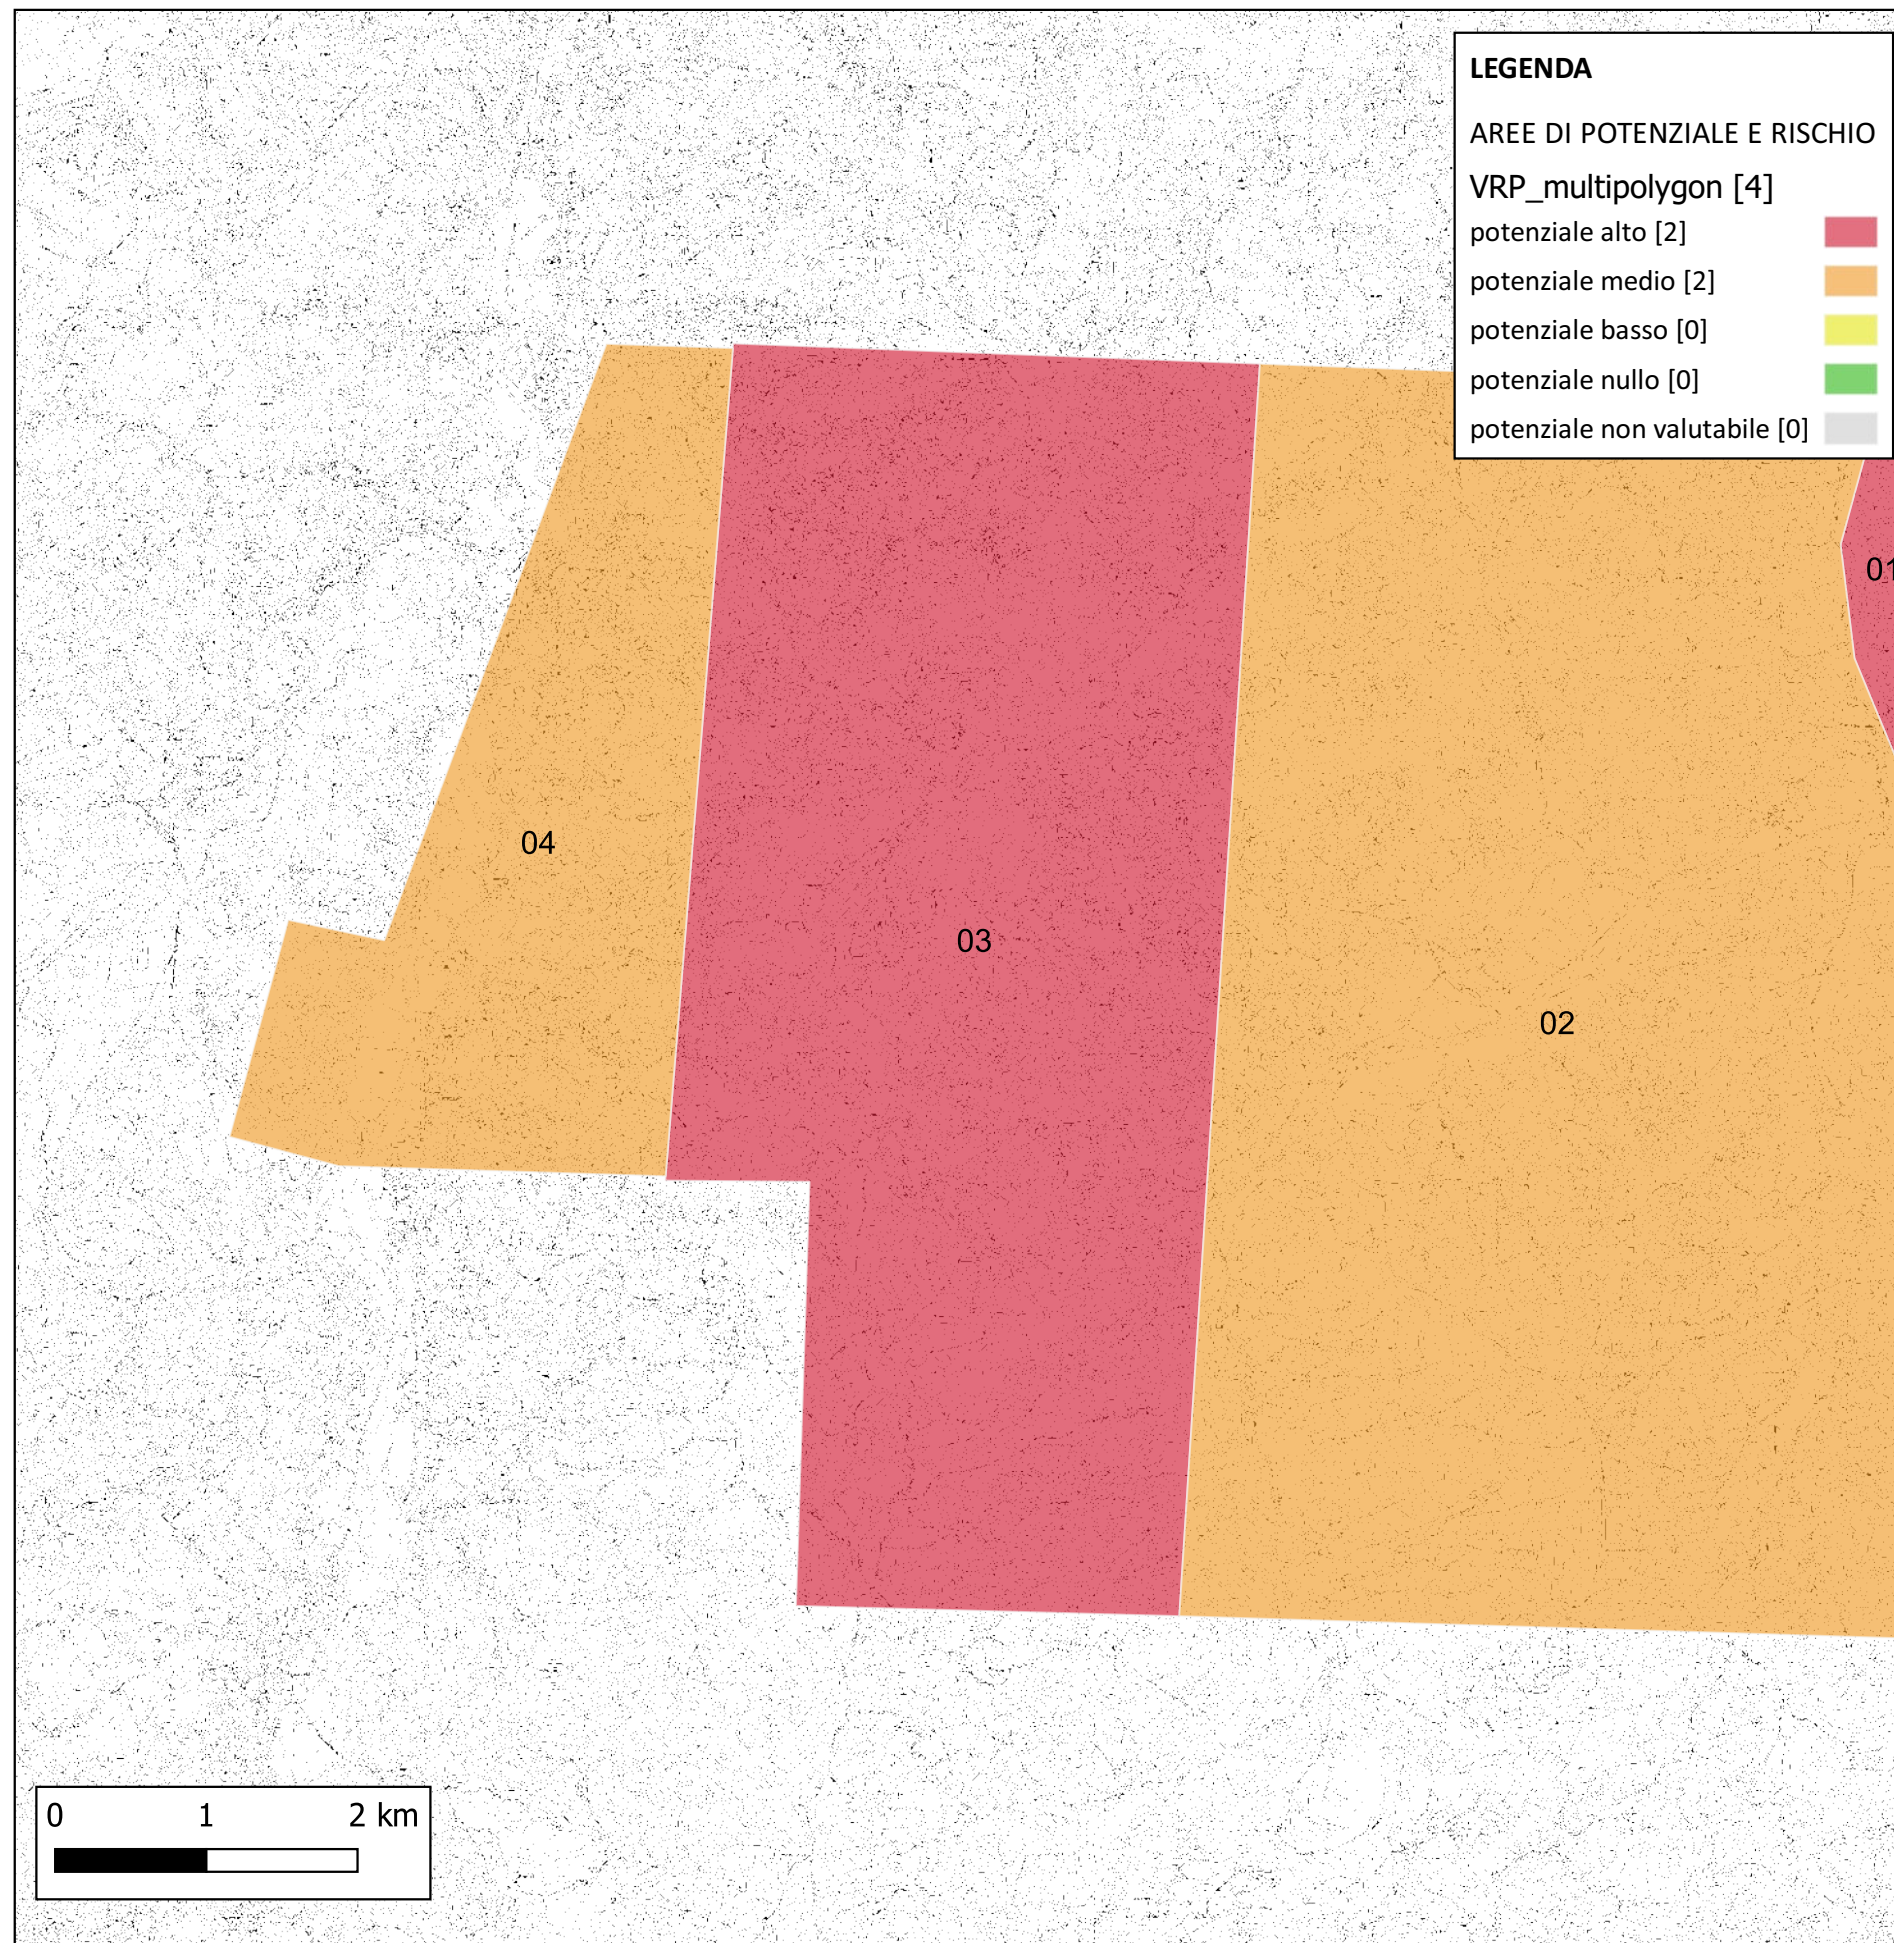 LEGENDA
AREE DI POTENZIALE E RISCHIO
VRP_multipolygon [4]
potenziale alto [2]
potenziale medio [2]
potenziale basso [0]
potenziale nullo [0]
potenziale non valutabile [0]
01
04
03
02
0 1 2 km